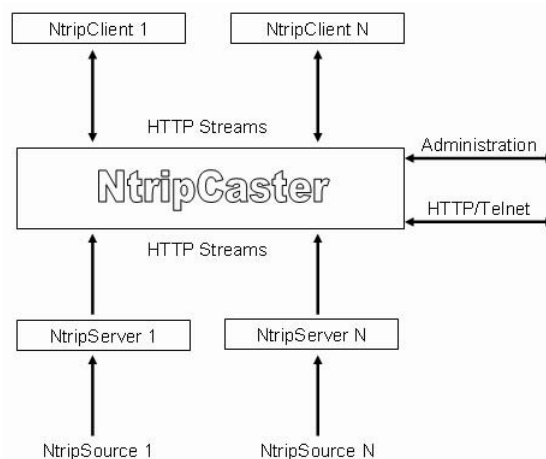 NtripClient 1
NtripClient N
HTTP Streams
Administration
NtripCaster
HTTP/Telnet
HTTP Streams
NtripServer 1
NtripServer N
NtripSource 1
NtripSource N